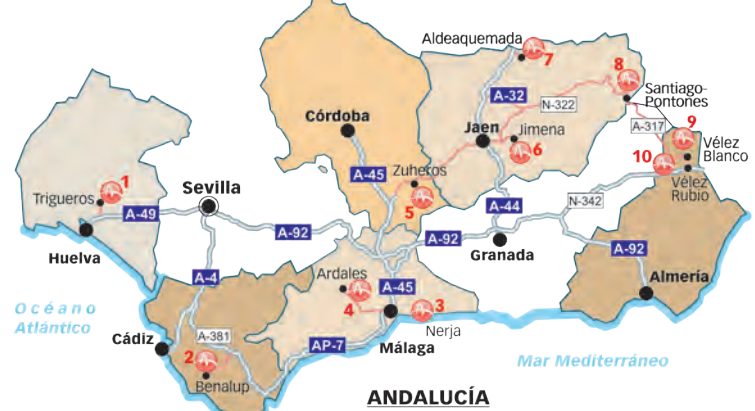 Aldeaquemada
7
8
A-32
N-322
Santiago-
Pontones
Córdoba
Jaen
Jimena
A-317
9
6
10
Vélez
Blanco
Zuheros
A-45
1
Trigueros
Sevilla
5
Vélez
Rubio
A-49
A-44
N-342
Huelva
A-92
A-92
Granada
A-92
A-4
Ardales
A-45
Almería
Océano
Atlántico
4
3
Nerja
Cádiz
A-381
AP-7
Málaga
2
Benalup
Mar Mediterráneo
ANDALUCÍA